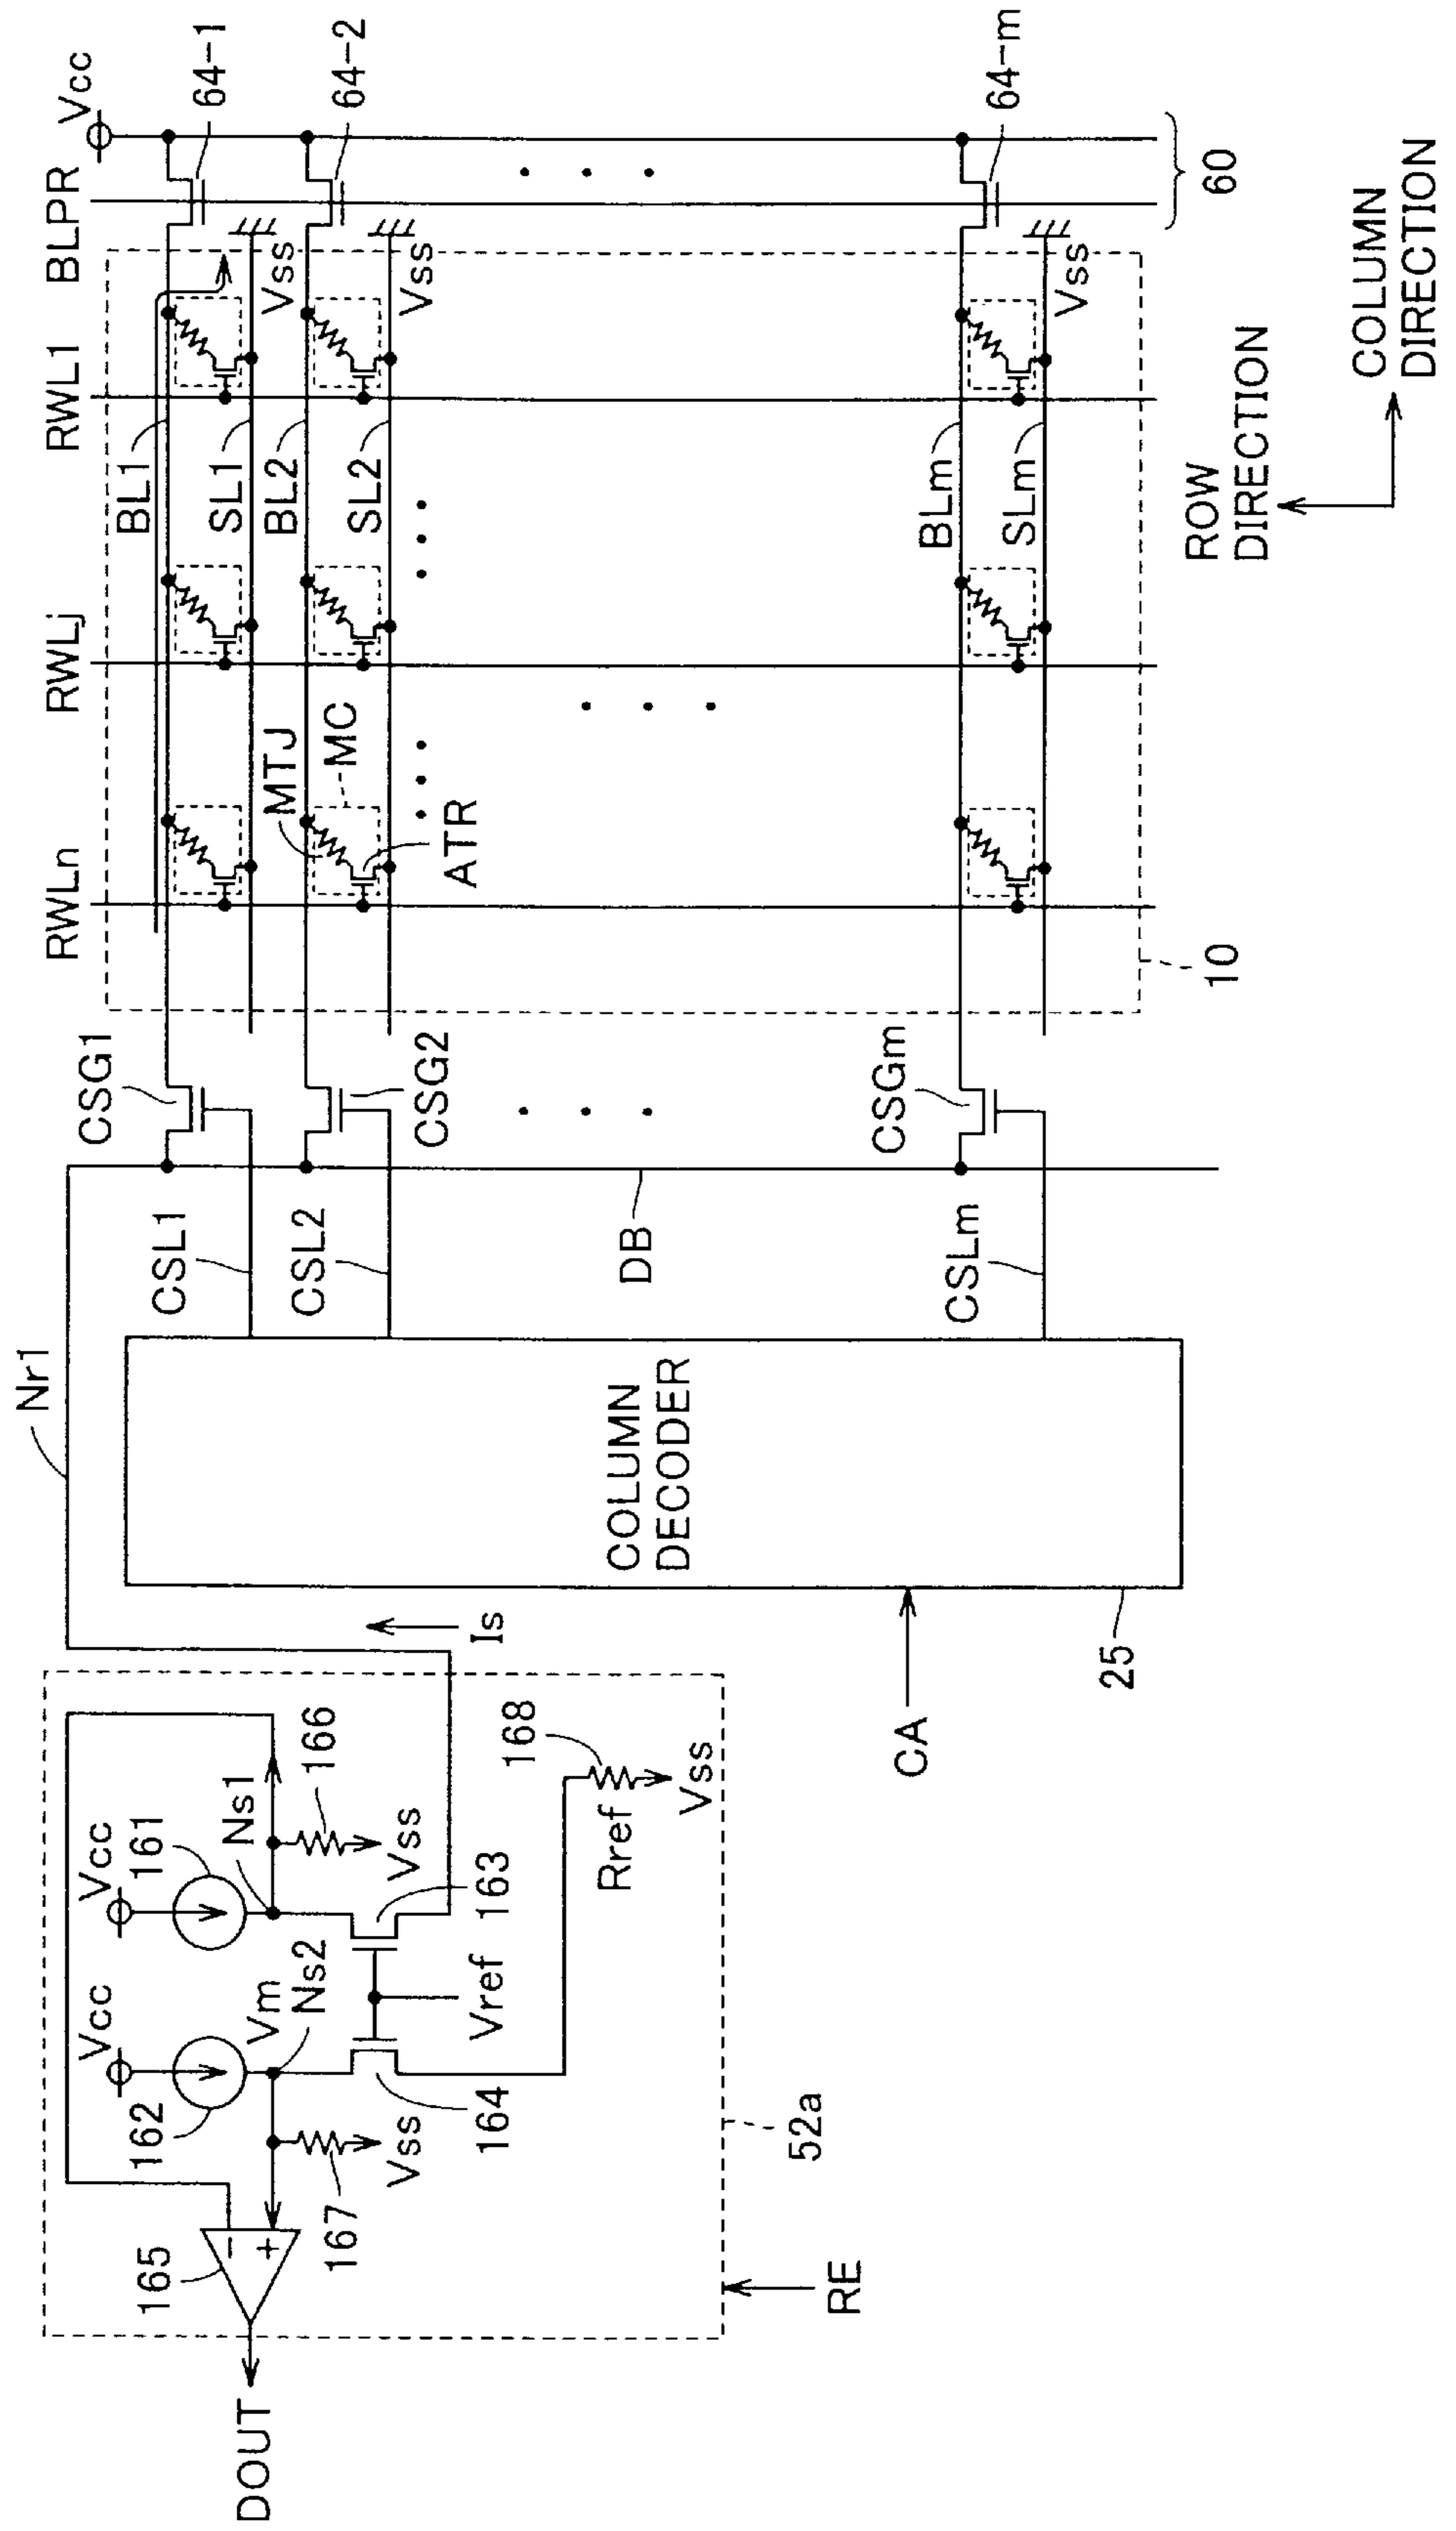 Vcc
BLPR
64-1
64-2
64-m
60
RWL1
RWLj
RWLn
BL1
SL1
BL2
SL2
BLm
SLm
Vss
Vss
Vss
MTJ
MC
ATR
10
ROW
DIRECTION
COLUMN
DIRECTION
CSG1
CSG2
CSGm
CSL1
CSL2
CSLm
DB
Nr1
COLUMN
DECODER
25
CA
Is
Vcc
161
Ns1
166
Vss
163
168
Rref
Vss
Vcc
162
Vm
Ns2
Vref
164
167
Vss
165
-
+
52a
RE
DOUT